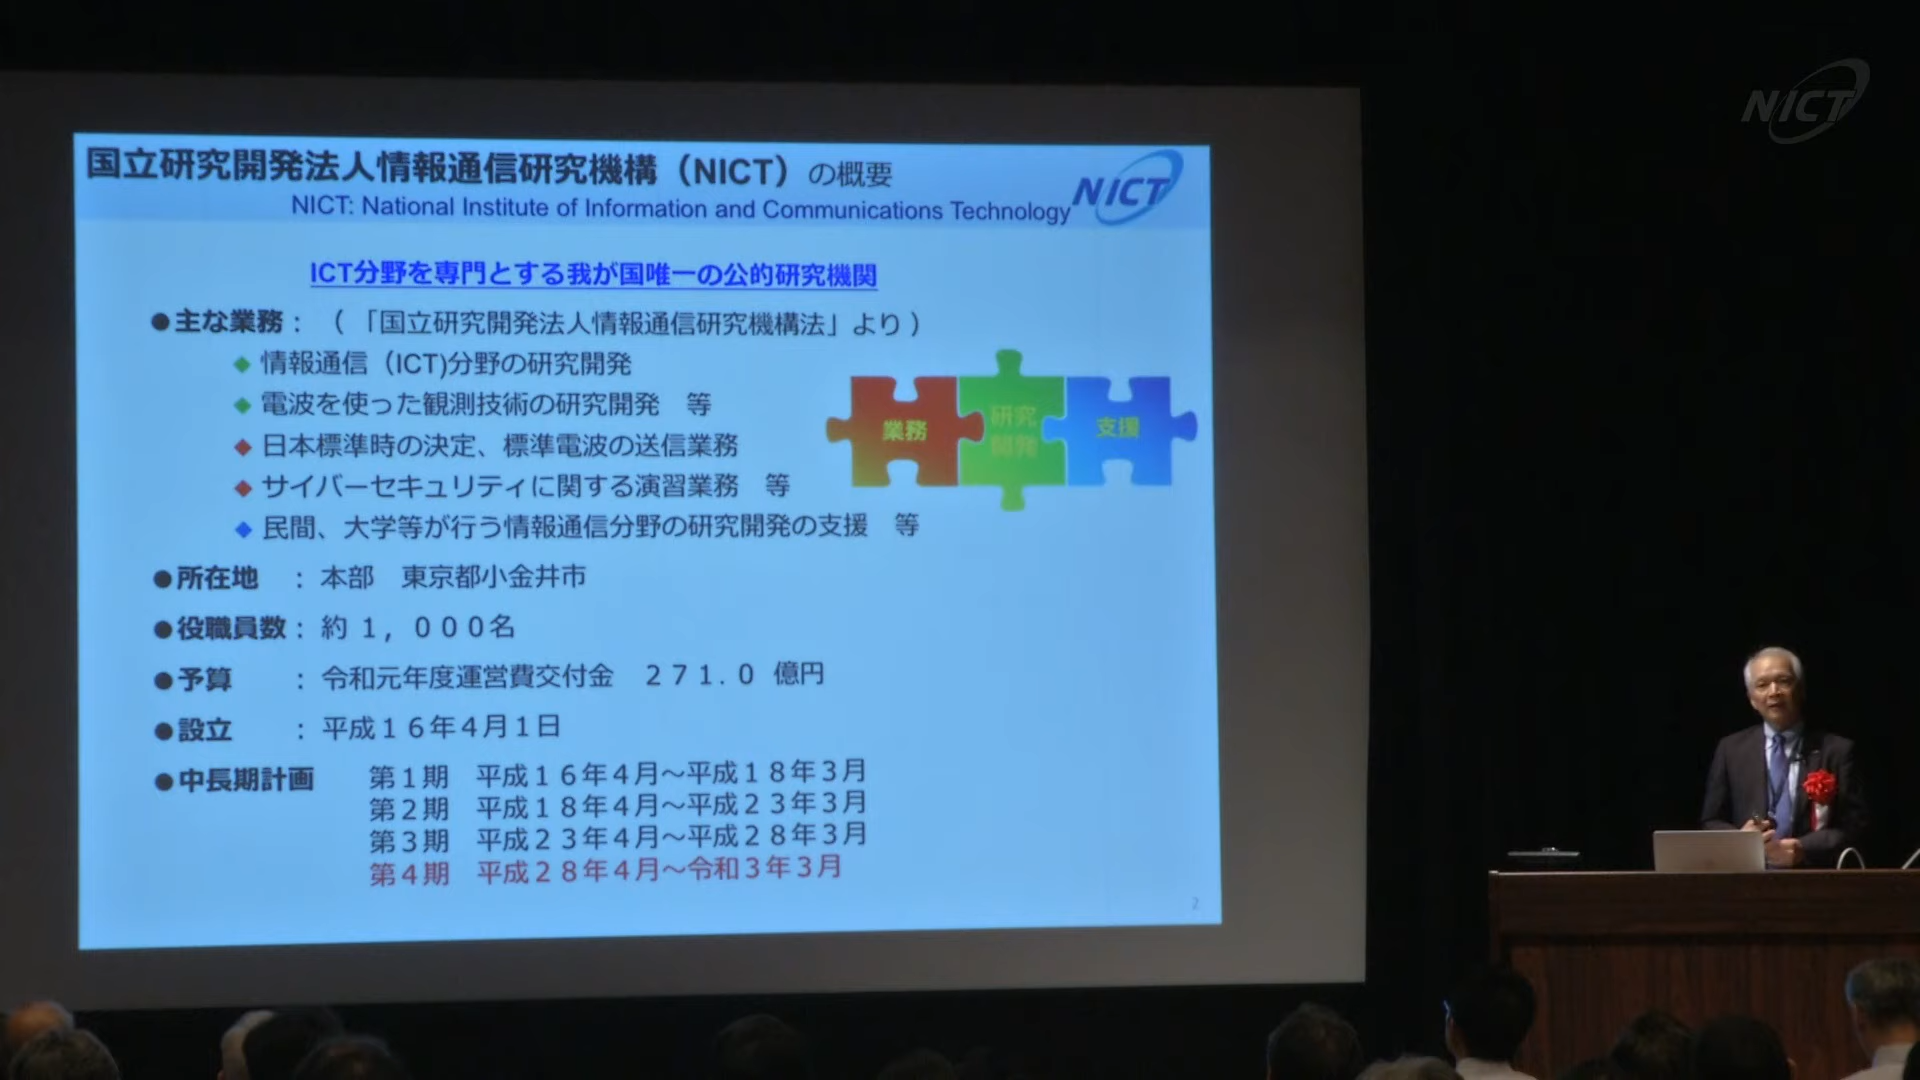 国立研究開発法人情報通信研究機構（NICT）の概要
NICT: National Institute of Information and Communications Technology
NICT
ICT分野を専門とする我が国唯一の公的研究機関
●主な業務：（「国立研究開発法人情報通信研究機構法」より）
◆ 情報通信（ICT)分野の研究開発
◆ 電波を使った観測技術の研究開発　等
◆ 日本標準時の決定、標準電波の送信業務
◆ サイバーセキュリティに関する演習業務　等
◆ 民間、大学等が行う情報通信分野の研究開発の支援　等
業務
研究
開発
支援
●所在地　：本部　東京都小金井市
●役職員数：約１，０００名
●予算　　：令和元年度運営費交付金　２７１.０ 億円
●設立　　：平成１６年４月１日
●中長期計画　第１期　平成１６年４月～平成１８年３月
第２期　平成１８年４月～平成２３年３月
第３期　平成２３年４月～平成２８年３月
第４期　平成２８年４月～令和３年３月
2
NICT